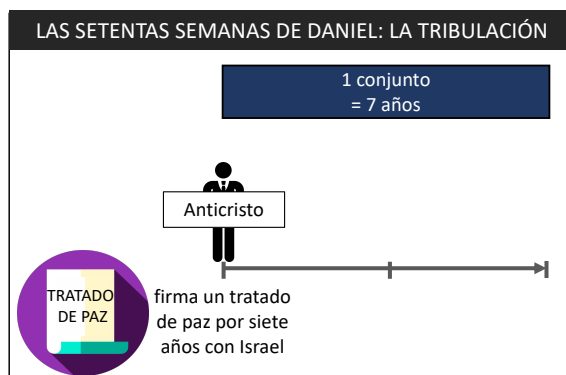 LAS SETENTAS SEMANAS DE DANIEL: LA TRIBULACIÓN
1 conjunto
= 7 años
Anticristo
TRATADO
DE PAZ
firma un tratado
de paz por siete
años con Israel